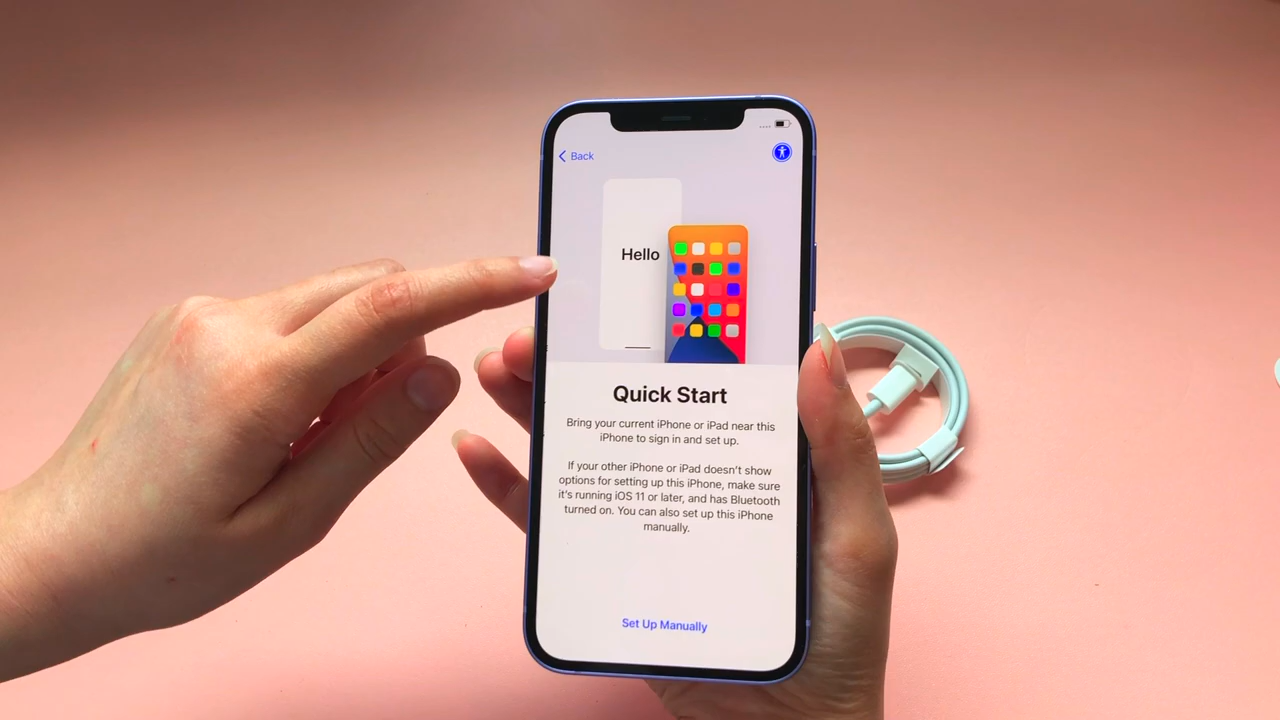 Back
Hello
Quick Start
Bring your current iPhone or iPad near this
iPhone to sign in and set up.
If your other iPhone or iPad doesn't show
options for setting up this iPhone, make sure
it's running iOS 11 or later, and has Bluetooth
turned on. You can also set up this iPhone
manually.
Set Up Manually